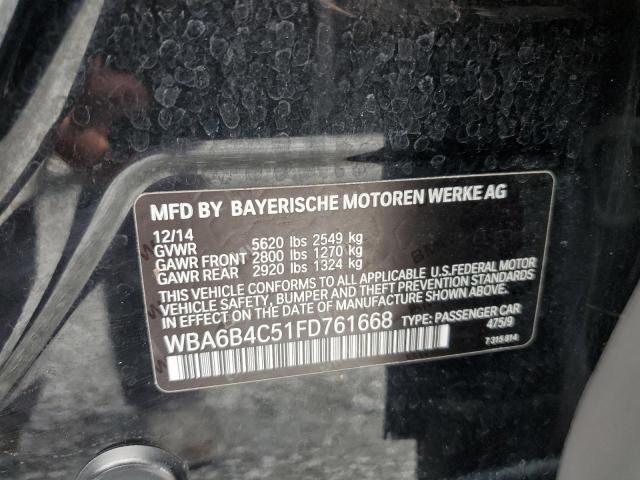 MFD BY BAYERISCHE MOTOREN WERKE AG
12/14
GVWR 5620 lbs 2549 kg
GAWR FRONT 2800 lbs 1270 kg
GAWR REAR 2920 lbs 1324 kg
THIS VEHICLE CONFORMS TO ALL APPLICABLE U.S.FEDERAL MOTOR
VEHICLE SAFETY, BUMPER AND THEFT PREVENTION STANDARDS
IN EFFECT ON THE DATE OF MANUFACTURE SHOWN ABOVE.
WBA6B4C51FD761668 TYPE: PASSENGER CAR
475/9
7 315 814